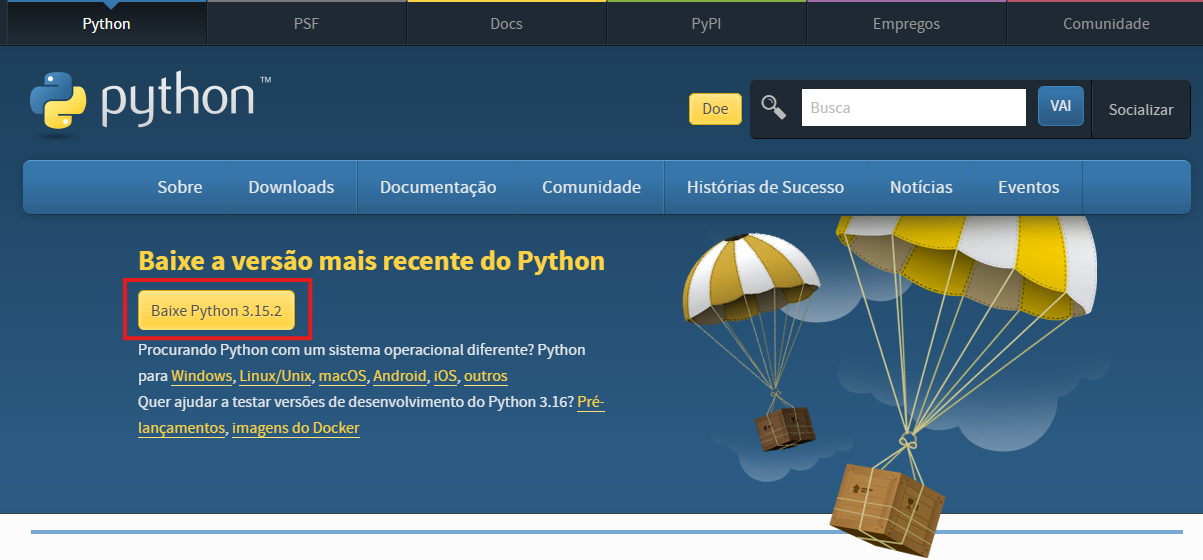 Python PSF Docs PyPI Empregos Comunidade
python™
Doe Busca VAI Socializar
Sobre Downloads Documentação Comunidade Histórias de Sucesso Notícias Eventos
Baixe a versão mais recente do Python
Baixe Python 3.15.2
Procurando Python com um sistema operacional diferente? Python
para Windows, Linux/Unix, macOS, Android, iOS, outros
Quer ajudar a testar versões de desenvolvimento do Python 3.16? Pré-
lançamentos, imagens do Docker